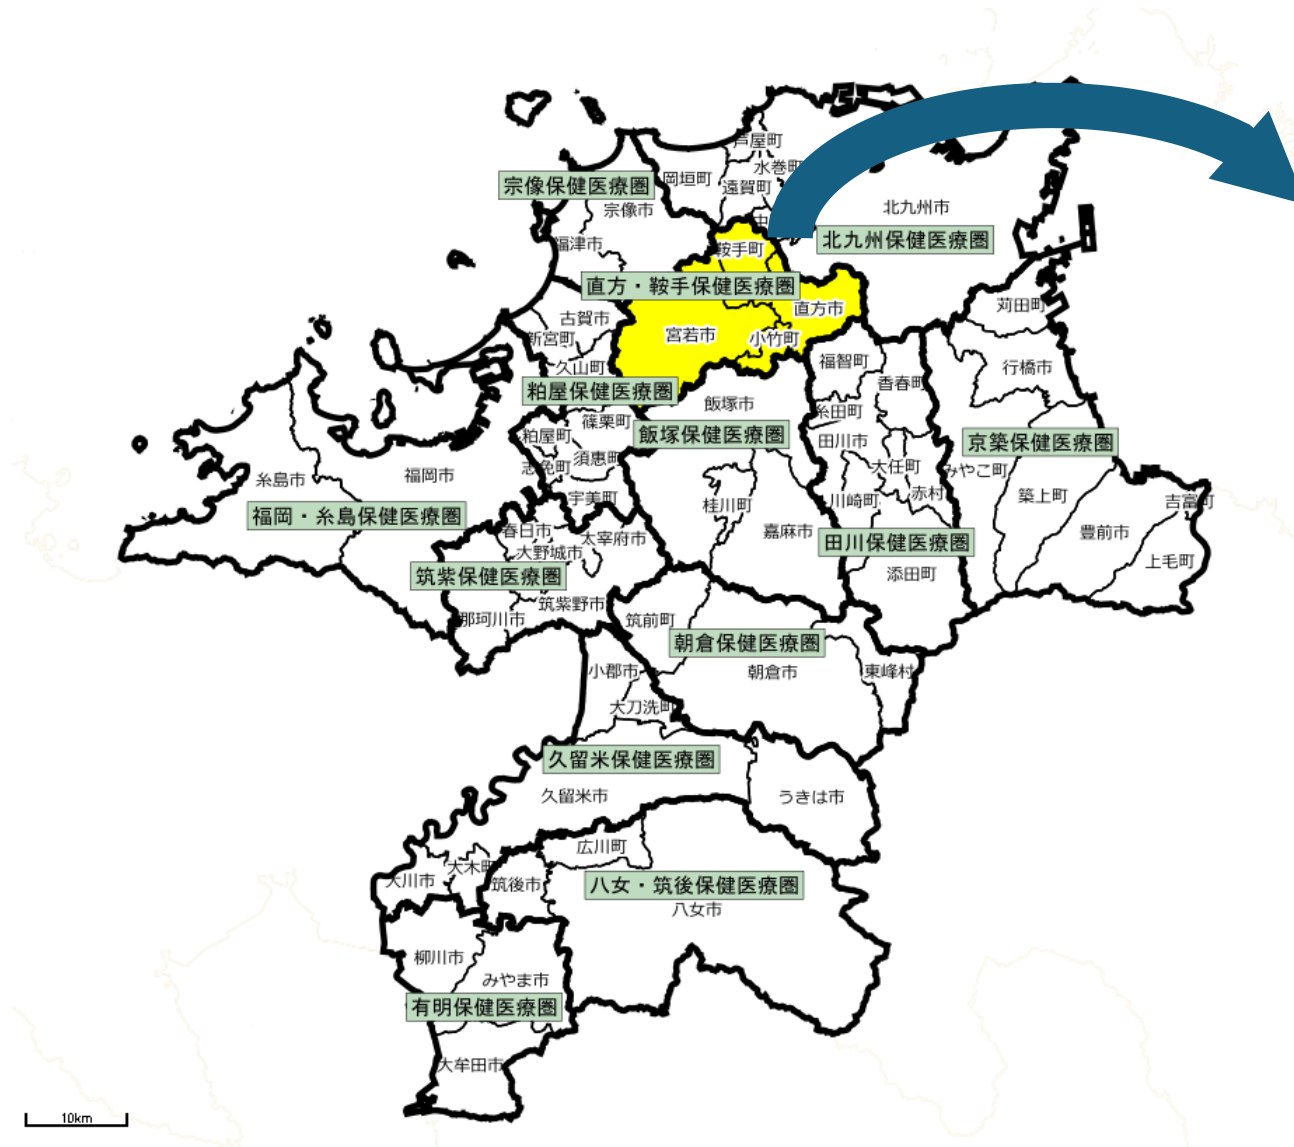 芦屋町
水巻町
岡垣町
遠賀町
宗像保健医療圏
宗像市
北九州市
中
福津市
鞍手町
北九州保健医療圏
直方・鞍手保健医療圏
直方市
苅田町
古賀市
新宮町
宮若市
小竹町
久山町
福智町
行橋市
香春町
粕屋保健医療圏
飯塚市
糸田町
篠栗町
粕屋町
飯塚保健医療圏
田川市
京築保健医療圏
志免町
須惠町
大任町
みやこ町
糸島市
福岡市
宇美町
桂川町
川崎町
赤村
築上町
吉富町
福岡・糸島保健医療圏
春日市
太宰府市
嘉麻市
豊前市
大野城市
田川保健医療圏
上毛町
筑紫保健医療圏
添田町
筑紫野市
那珂川市
筑前町
朝倉保健医療圏
小郡市
朝倉市
東峰村
大刀洗町
久留米保健医療圏
久留米市
うきは市
広川町
大木町
大川市
筑後市
八女・筑後保健医療圏
八女市
柳川市
みやま市
有明保健医療圏
大牟田市
10km